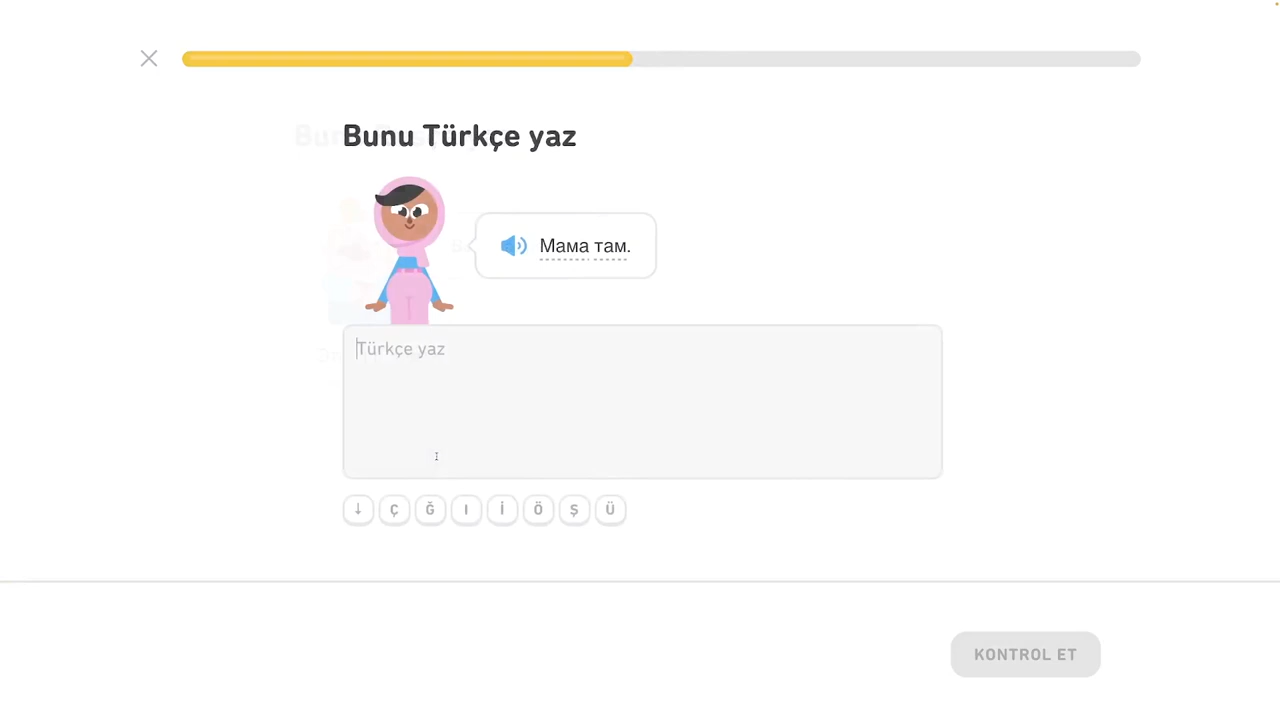 Bunu Türkçe yaz
Мама там.
Türkçe yaz
↓ Ç Ğ I İ Ö Ş Ü
KONTROL ET